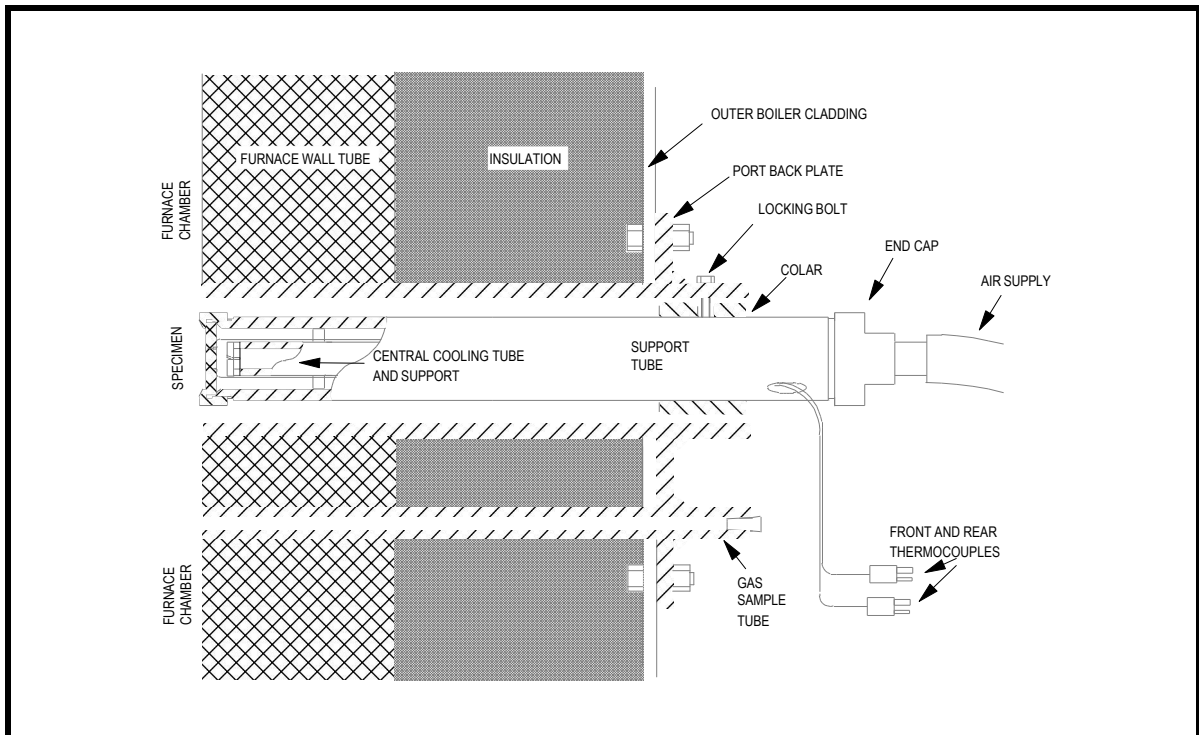 OUTER BOILER CLADDING
FURNACE WALL TUBE
INSULATION
PORT BACK PLATE
FURNACE
CHAMBER
LOCKING BOLT
END CAP
COLAR
AIR SUPPLY
SPECIMEN
CENTRAL COOLING TUBE
AND SUPPORT
SUPPORT
TUBE
FRONT AND REAR
THERMOCOUPLES
FURNACE
CHAMBER
GAS
SAMPLE
TUBE